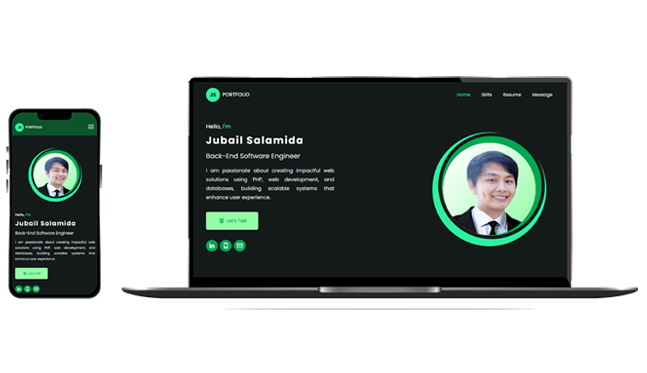 JS PORTFOLIO
Hello, I'm
Jubail Salamida
Back-End Software Engineer
I am passionate about creating impactful web
solutions using PHP, web development, and
databases, building scalable systems that
enhance user experience.
Let's Talk
JS PORTFOLIO
Home Skills Resume Message
Hello, I'm
Jubail Salamida
Back-End Software Engineer
I am passionate about creating impactful web
solutions using PHP, web development, and
databases, building scalable systems that
enhance user experience.
Let's Talk
in